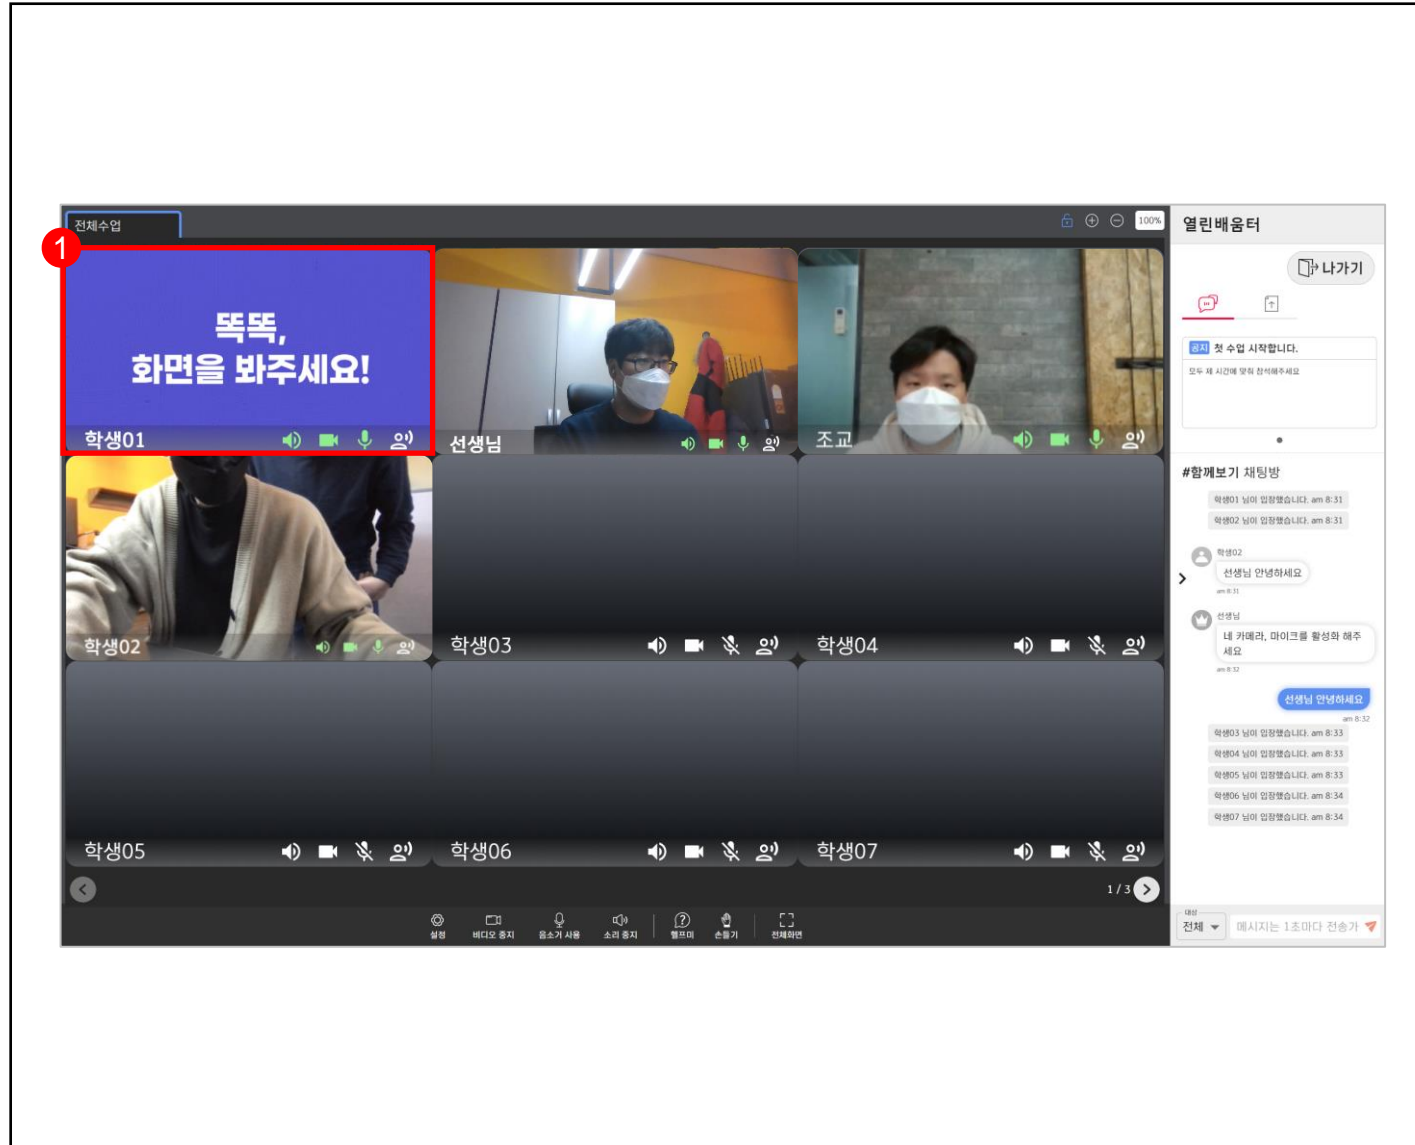 전체수업
100%
1
똑똑,
화면을 봐주세요!
학생01
선생님
조교
학생02
학생03
학생04
학생05
학생06
학생07
1 / 3
설정
비디오 중지
음소거 사용
소리 중지
헬프미
손들기
전체화면
열린배움터
나가기
공지 첫 수업 시작합니다.
모두 제 시간에 맞춰 참석해주세요
#함께보기 채팅방
학생01 님이 입장했습니다. am 8:31
학생02 님이 입장했습니다. am 8:31
학생02
선생님 안녕하세요
am 8:31
선생님
네 카메라, 마이크를 활성화 해주
세요
am 8:32
선생님 안녕하세요
am 8:32
학생03 님이 입장했습니다. am 8:33
학생04 님이 입장했습니다. am 8:33
학생05 님이 입장했습니다. am 8:33
학생06 님이 입장했습니다. am 8:34
학생07 님이 입장했습니다. am 8:34
대상
전체
메시지는 1초마다 전송가